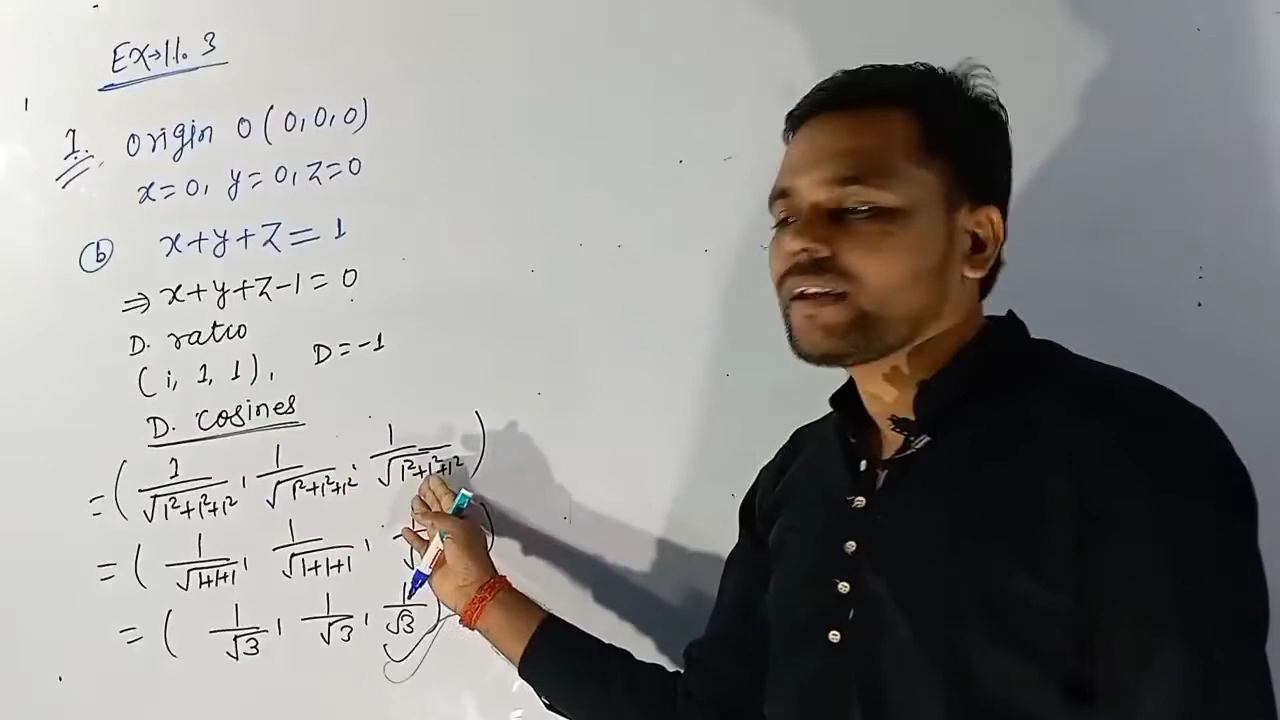 EX→11.3
1. Origin O(0,0,0)
x=0, y=0, z=0
(b) x+y+z=1
⇒ x+y+z-1=0
D. ratio
(1, 1, 1), D=-1
D. cosines
= ( 1/√1²+1²+1² , 1/√1²+1²+1² , 1/√1²+1²+1² )
= ( 1/√1+1+1 , 1/√1+1+1 ,
= ( 1/√3 , 1/√3 , 1/√3 )